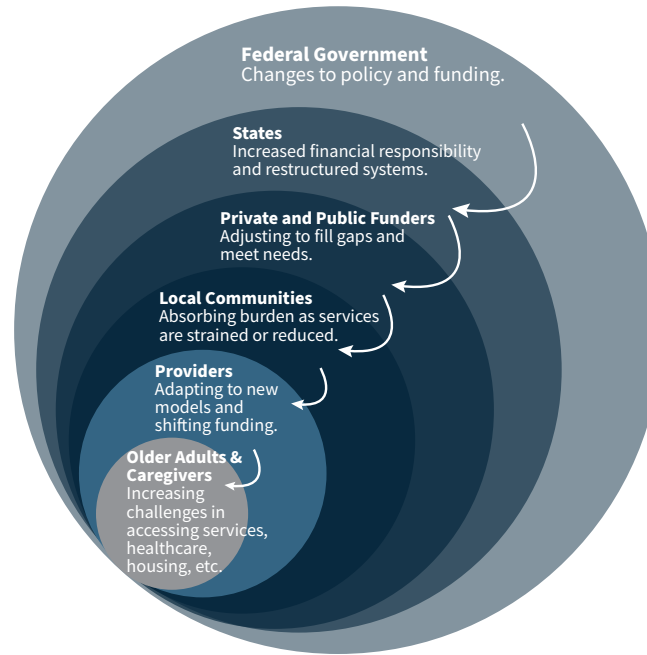 Federal Government
Changes to policy and funding.
States
Increased financial responsibility
and restructured systems.
Private and Public Funders
Adjusting to fill gaps and
meet needs.
Local Communities
Absorbing burden as services
are strained or reduced.
Providers
Adapting to new
models and
shifting funding.
Older Adults &
Caregivers
Increasing
challenges in
accessing services,
healthcare,
housing, etc.